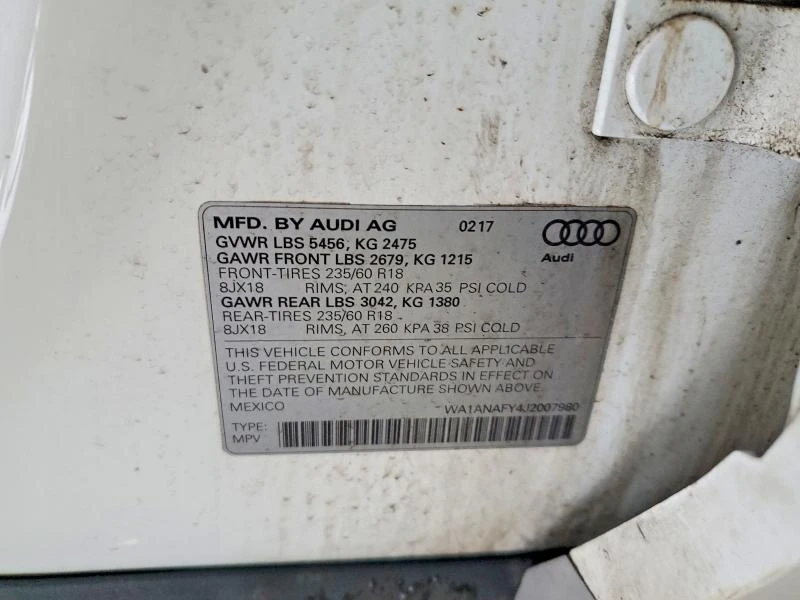 MFD. BY AUDI AG 0217
GVWR LBS 5456, KG 2475
GAWR FRONT LBS 2679, KG 1215
Audi
FRONT-TIRES 235/60 R18
8JX18 RIMS, AT 240 KPA 35 PSI COLD
GAWR REAR LBS 3042, KG 1380
REAR-TIRES 235/60 R18
8JX18 RIMS, AT 260 KPA 38 PSI COLD
THIS VEHICLE CONFORMS TO ALL APPLICABLE
U.S. FEDERAL MOTOR VEHICLE SAFETY AND
THEFT PREVENTION STANDARDS IN EFFECT ON
THE DATE OF MANUFACTURE SHOWN ABOVE.
MEXICO WA1ANAFY4J2007980
TYPE:
MPV